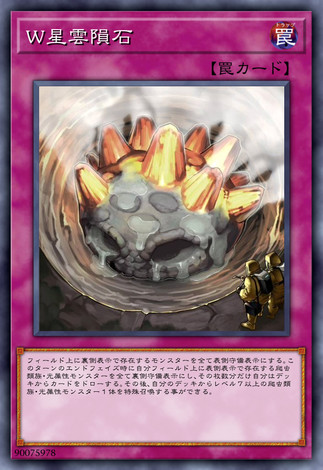 W星雲隕石
トラップ
罠
【罠カード】
フィールド上に裏側表示で存在するモンスターを全て表側守備表示にする。こ
のターンのエンドフェイズ時に自分フィールド上に表側表示で存在する爬虫
類族・光属性モンスターを全て裏側守備表示にし、その枚数分だけ自分はデッ
キからカードをドローする。その後、自分のデッキからレベル７以上の爬虫類
族・光属性モンスター１体を特殊召喚する事ができる。
90075978